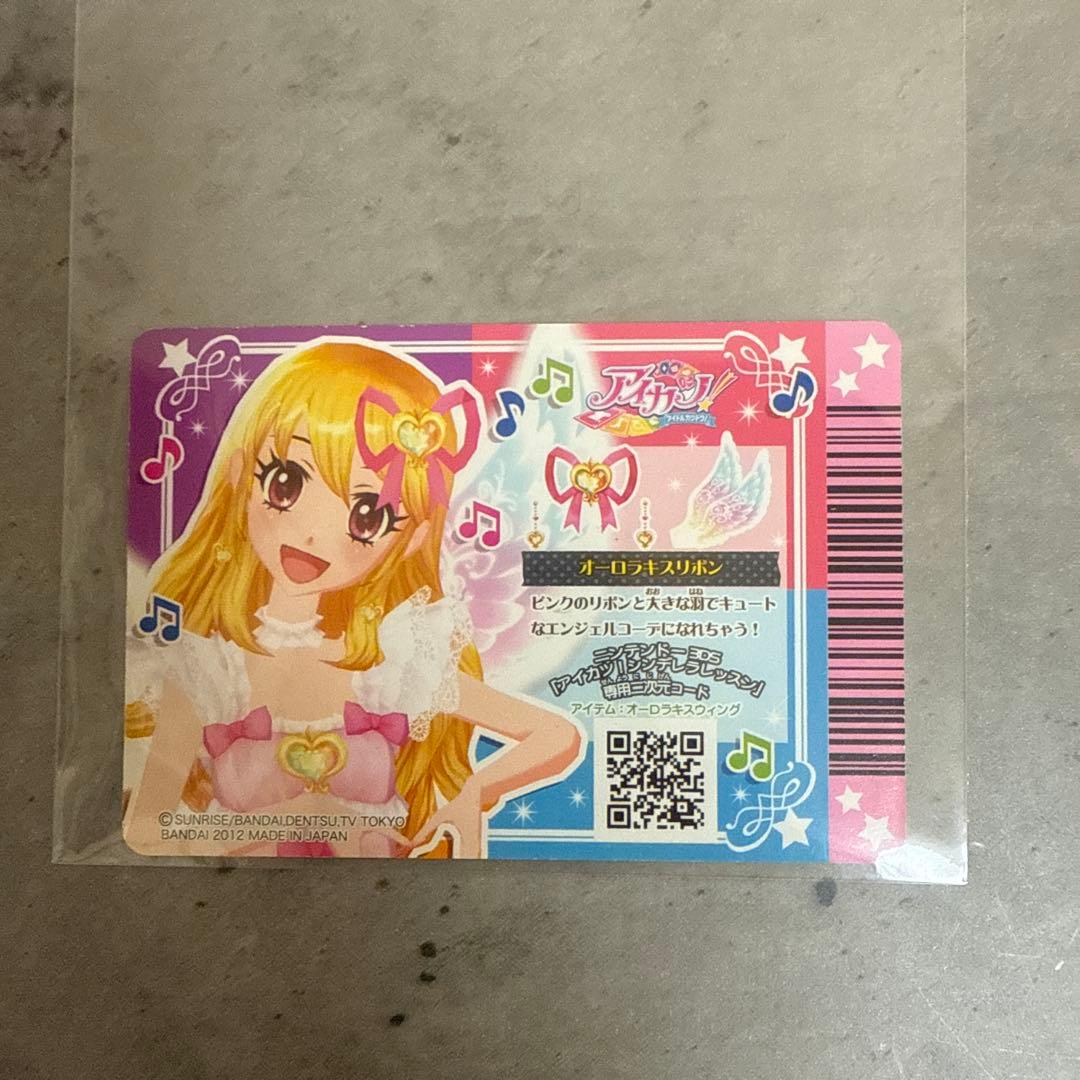 アイカツ!
アイドルカツドウ!
オーロラキスリボン
ピンクのリボンと大きな羽でキュート
なエンジェルコーデになれちゃう!
ニンテンドー3DS
「アイカツ!シンデレラレッスン」
専用二次元コード
アイテム:オーロラキスウィング
©SUNRISE/BANDAI,DENTSU,TV TOKYO
BANDAI 2012 MADE IN JAPAN